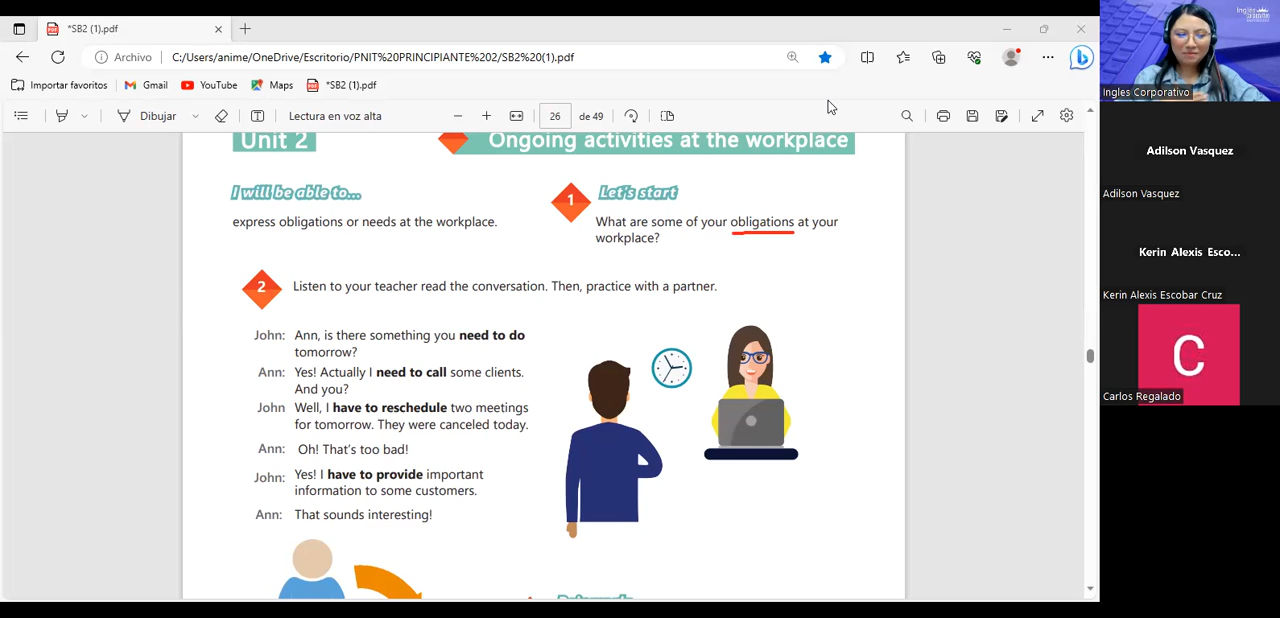 *SB2 (1).pdf
Archivo
C:/Users/anime/OneDrive/Escritorio/PNIT%20PRINCIPIANTE%202/SB2%20(1).pdf
Importar favoritos
Gmail
YouTube
Maps
*SB2 (1).pdf
Dibujar
Lectura en voz alta
26
de 49
Unit 2
Ongoing activities at the workplace
I will be able to...
express obligations or needs at the workplace.
1
Let's start
What are some of your obligations at your
workplace?
2
Listen to your teacher read the conversation. Then, practice with a partner.
John: Ann, is there something you need to do
tomorrow?
Ann: Yes! Actually I need to call some clients.
And you?
John Well, I have to reschedule two meetings
for tomorrow. They were canceled today.
Ann: Oh! That's too bad!
John: Yes! I have to provide important
information to some customers.
Ann: That sounds interesting!
Ingles Corporativo
Adilson Vasquez
Adilson Vasquez
Kerin Alexis Esco...
Kerin Alexis Escobar Cruz
C
Carlos Regalado